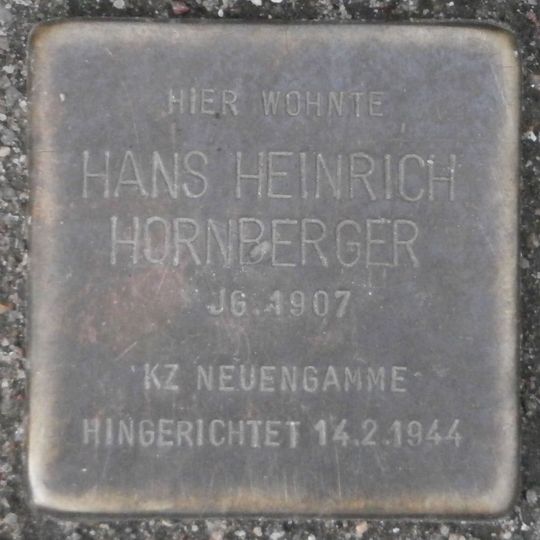 HIER WOHNTE
HANS HEINRICH
HORNBERGER
JG. 1907
KZ NEUENGAMME
HINGERICHTET 14.2.1944